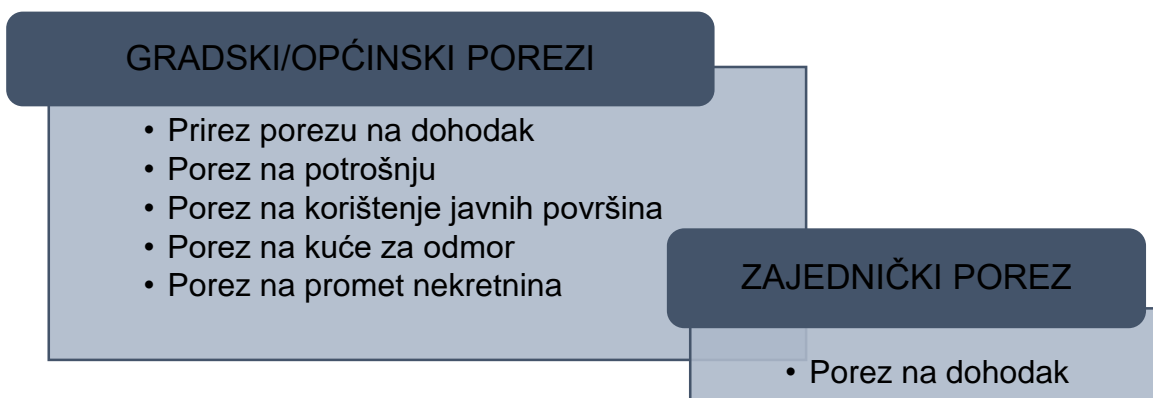 GRADSKI/OPĆINSKI POREZI
• Prirez porezu na dohodak
• Porez na potrošnju
• Porez na korištenje javnih površina
• Porez na kuće za odmor
• Porez na promet nekretnina
ZAJEDNIČKI POREZ
• Porez na dohodak